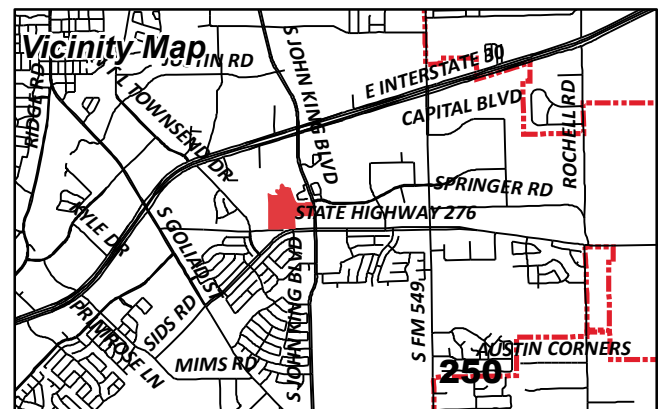 Vicinity Map
JUSTIN RD
S JOHN KING BLVD
E INTERSTATE 30
RIDGE RD
T L TOWNSEND DR
CAPITAL BLVD
ROCHELL RD
SPRINGER RD
STATE HIGHWAY 276
KYLE DR
S GOLIAD ST
S JOHN KING BLVD
S FM 549
SIDS RD
PRIMROSE LN
MIMS RD
AUSTIN CORNERS
250